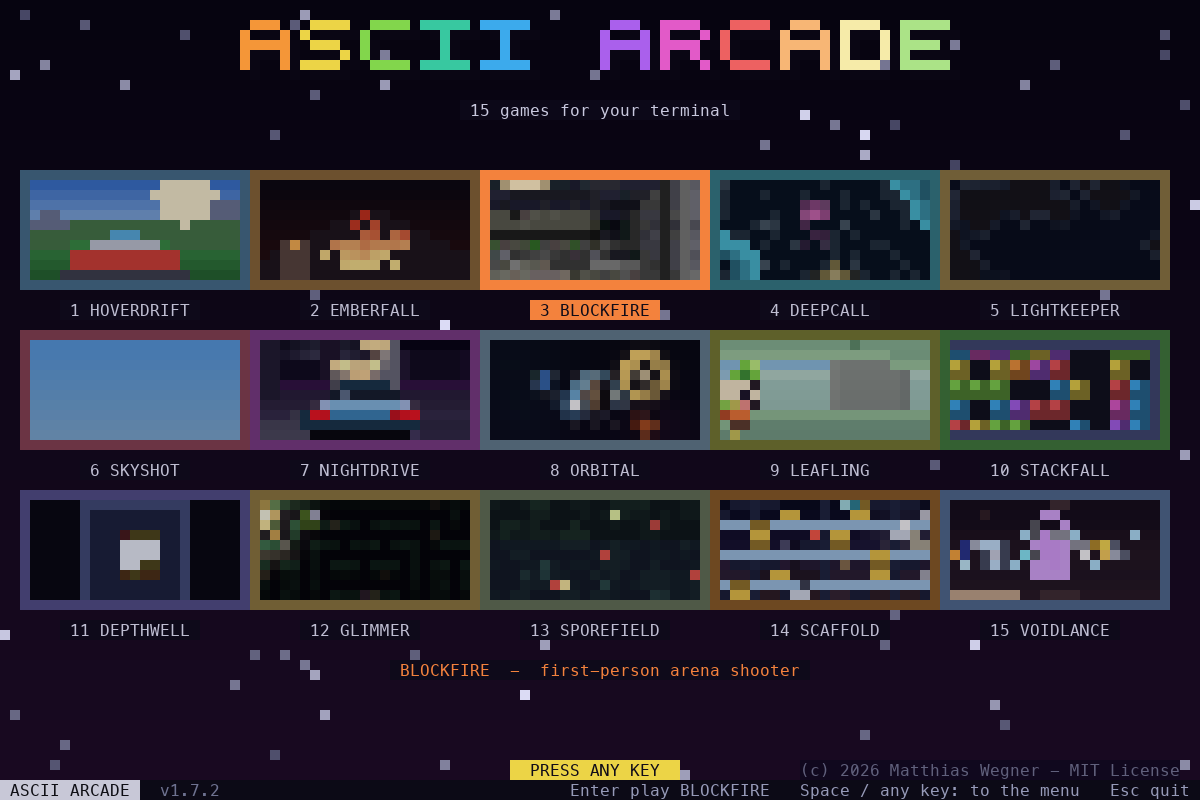 ASCII ARCADE
15 games for your terminal
1 HOVERDRIFT 2 EMBERFALL 3 BLOCKFIRE 4 DEEPCALL 5 LIGHTKEEPER
6 SKYSHOT 7 NIGHTDRIVE 8 ORBITAL 9 LEAFLING 10 STACKFALL
11 DEPTHWELL 12 GLIMMER 13 SPOREFIELD 14 SCAFFOLD 15 VOIDLANCE
BLOCKFIRE — first-person arena shooter
PRESS ANY KEY (c) 2026 Matthias Wegner — MIT License
ASCII ARCADE v1.7.2 Enter play BLOCKFIRE Space / any key: to the menu Esc quit